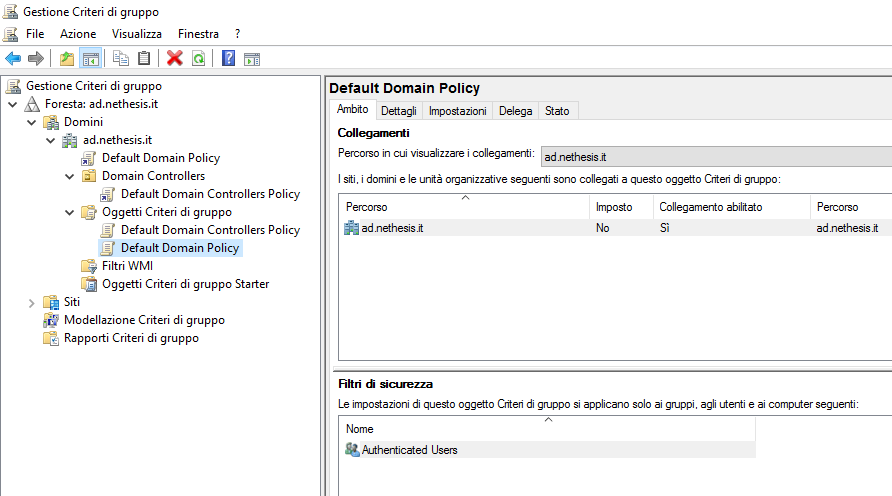 Gestione Criteri di gruppo
File Azione Visualizza Finestra ?
Gestione Criteri di gruppo
Foresta: ad.nethesis.it
Domini
ad.nethesis.it
Default Domain Policy
Domain Controllers
Default Domain Controllers Policy
Oggetti Criteri di gruppo
Default Domain Controllers Policy
Default Domain Policy
Filtri WMI
Oggetti Criteri di gruppo Starter
Siti
Modellazione Criteri di gruppo
Rapporti Criteri di gruppo
Default Domain Policy
Ambito Dettagli Impostazioni Delega Stato
Collegamenti
Percorso in cui visualizzare i collegamenti: ad.nethesis.it
I siti, i domini e le unità organizzative seguenti sono collegati a questo oggetto Criteri di gruppo:
Percorso Imposto Collegamento abilitato Percorso
ad.nethesis.it No Sì ad.nethesis.it
Filtri di sicurezza
Le impostazioni di questo oggetto Criteri di gruppo si applicano solo ai gruppi, agli utenti e ai computer seguenti:
Nome
Authenticated Users